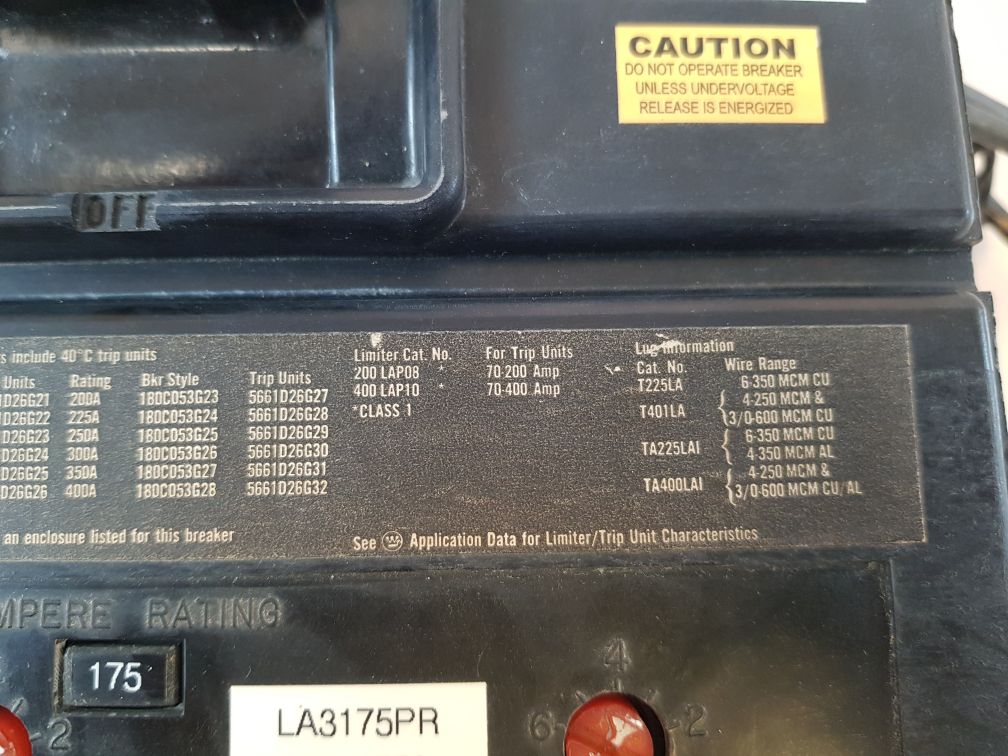 CAUTION
DO NOT OPERATE BREAKER
UNLESS UNDERVOLTAGE
RELEASE IS ENERGIZED
OFF
include 40°C trip units
Units Rating Bkr Style Trip Units
D26G21 200A 180C053G23 5661D26G27
D26G22 225A 180C053G24 5661D26G28
D26G23 250A 180C053G25 5661D26G29
D26G24 300A 180C053G26 5661D26G30
D26G25 350A 180C053G27 5661D26G31
D26G26 400A 180C053G28 5661D26G32
an enclosure listed for this breaker
Limiter Cat. No. For Trip Units
200 LAP08 * 70-200 Amp
400 LAP10 * 70-400 Amp
*CLASS 1
Lug Information
Cat. No. Wire Range
T225LA 6-350 MCM CU
T401LA { 4-250 MCM &
3/0-600 MCM CU
TA225LAI { 6-350 MCM CU
4-350 MCM AL
TA400LAI { 4-250 MCM &
3/0-600 MCM CU/AL
See W Application Data for Limiter/Trip Unit Characteristics
MPERE RATING
175
2
LA3175PR
4
6 2